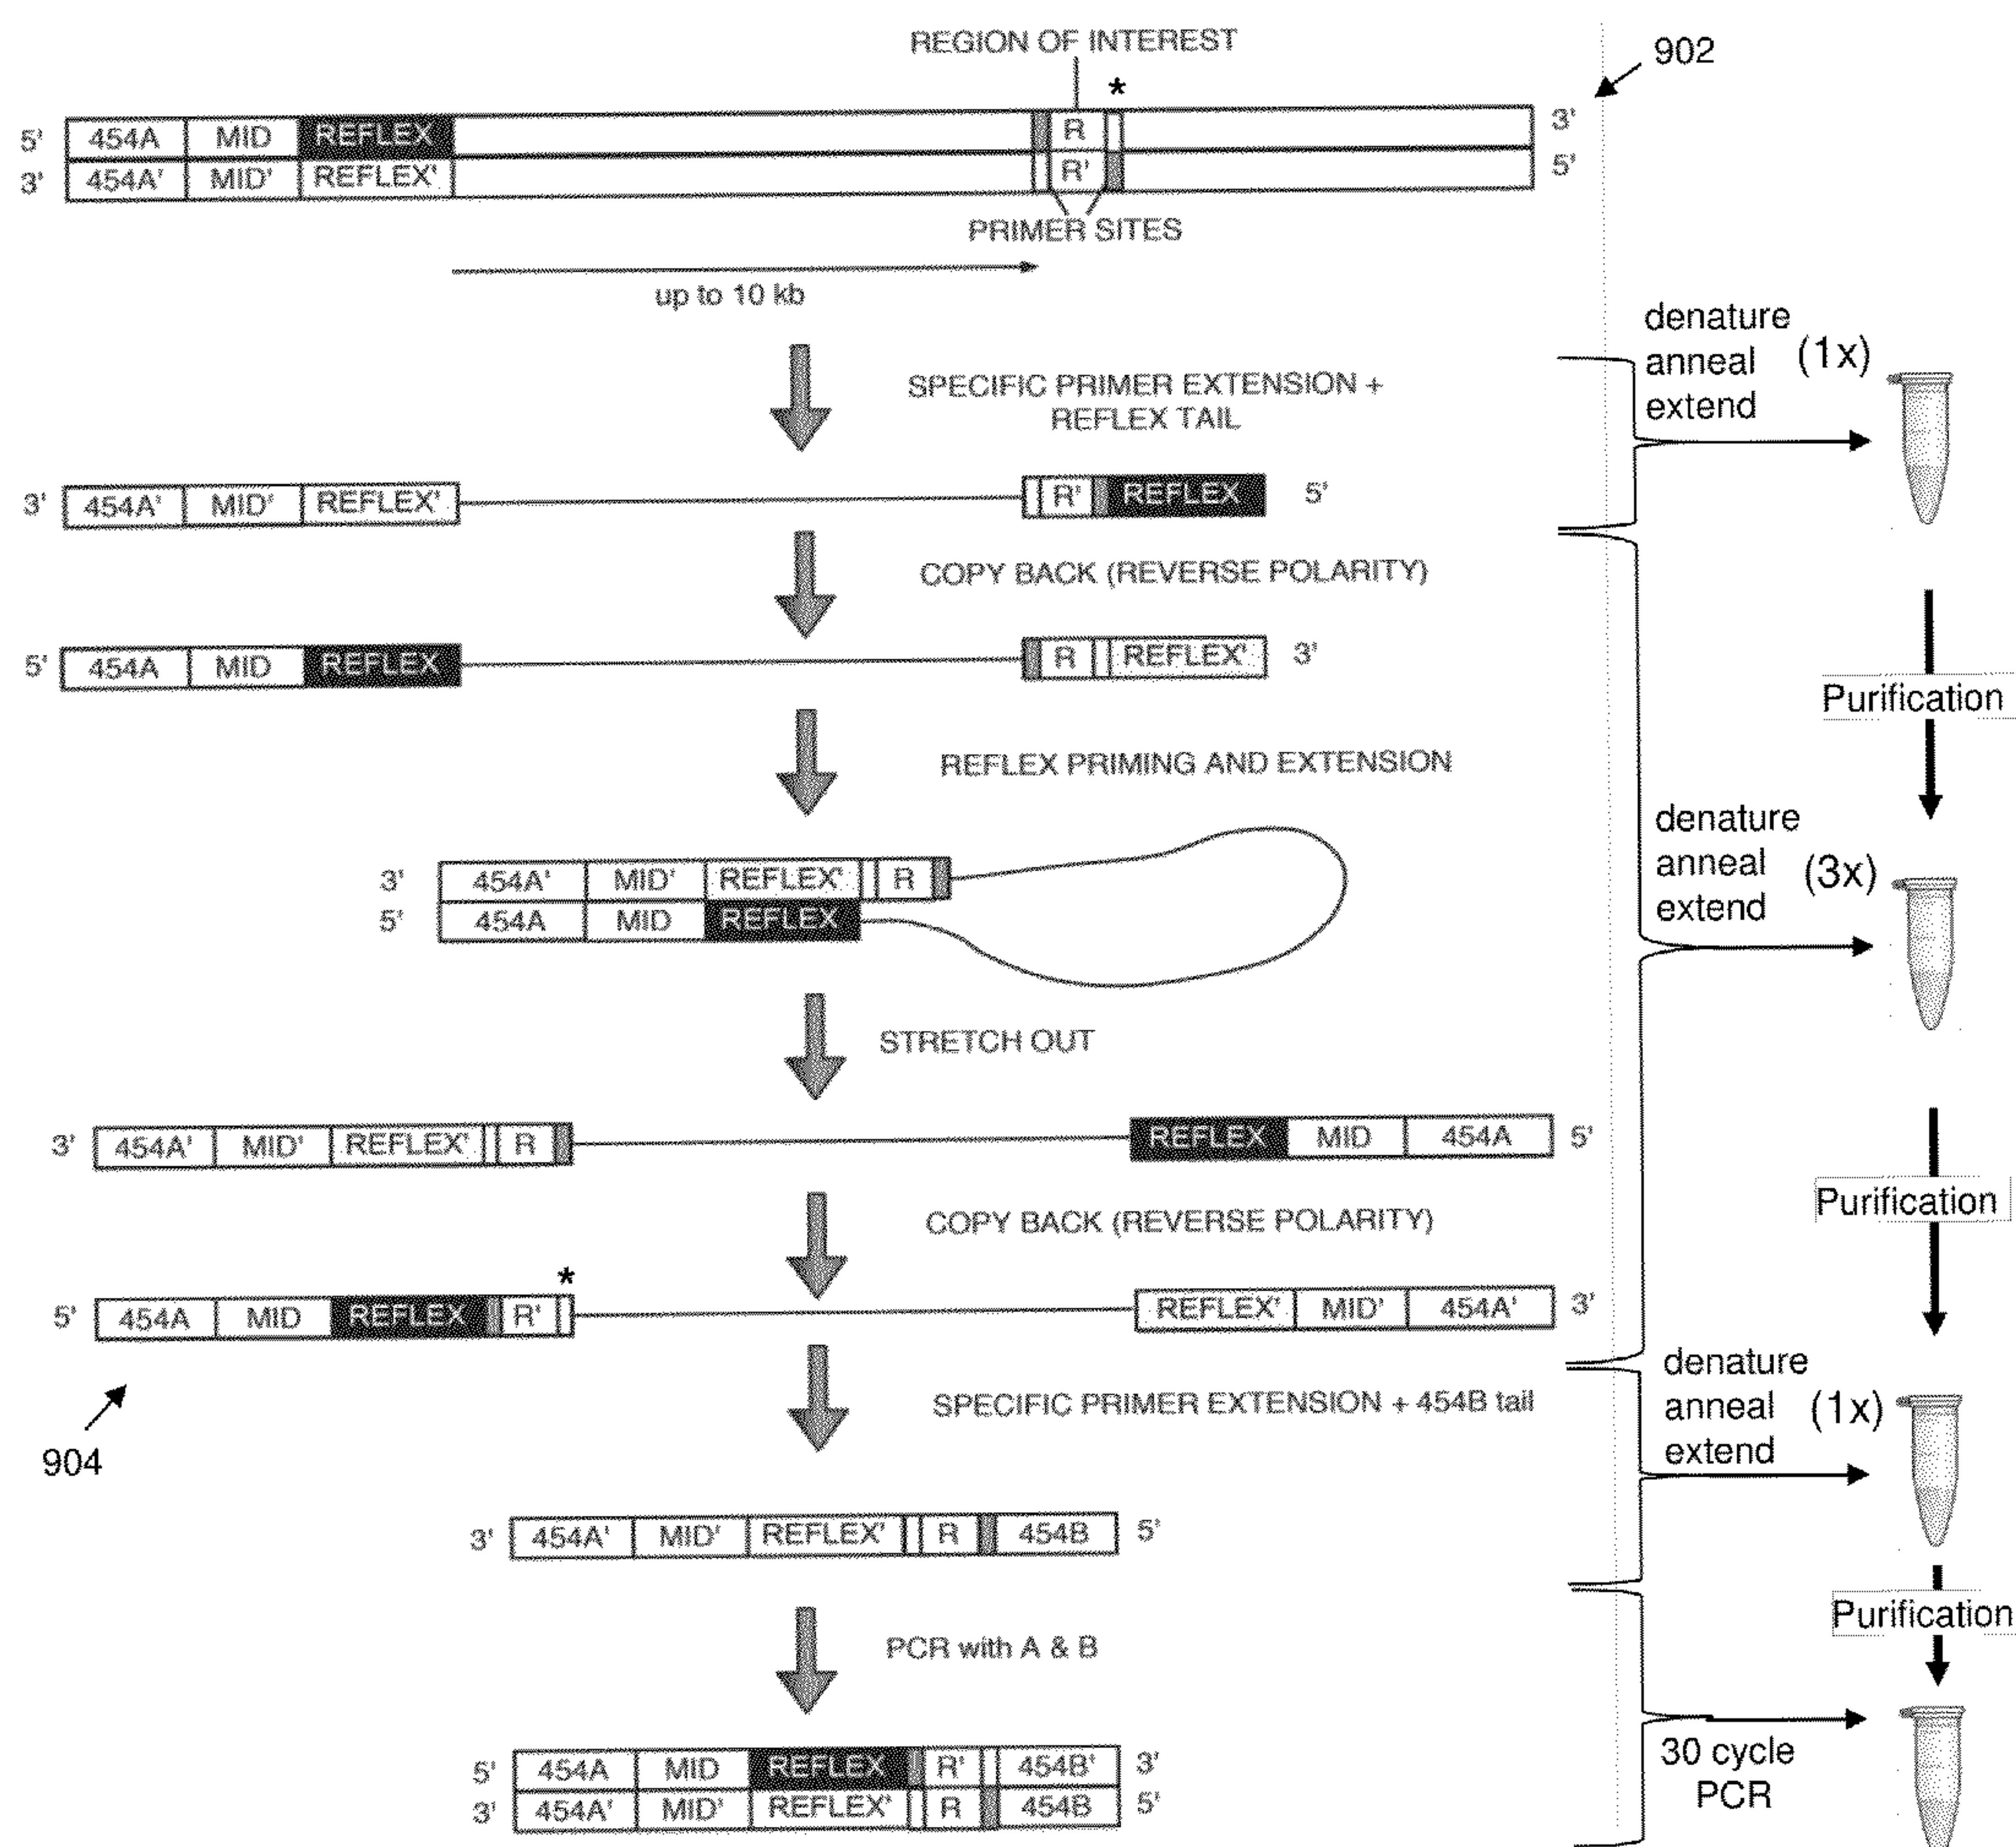 REGION OF INTEREST
*
902
5' 454A MID REFLEX R 3'
3' 454A' MID' REFLEX' R' 5'
PRIMER SITES
up to 10 kb
denature
anneal (1x)
extend
SPECIFIC PRIMER EXTENSION +
REFLEX TAIL
3' 454A' MID' REFLEX' R' REFLEX 5'
COPY BACK (REVERSE POLARITY)
5' 454A MID REFLEX R REFLEX' 3'
Purification
REFLEX PRIMING AND EXTENSION
denature
anneal (3x)
extend
3' 454A' MID' REFLEX' R
5' 454A MID REFLEX
STRETCH OUT
3' 454A' MID' REFLEX' R REFLEX MID 454A 5'
Purification
COPY BACK (REVERSE POLARITY)
*
5' 454A MID REFLEX R' REFLEX' MID' 454A' 3'
904
denature
anneal (1x)
extend
SPECIFIC PRIMER EXTENSION + 454B tail
3' 454A' MID' REFLEX' R 454B 5'
Purification
PCR with A & B
30 cycle
PCR
5' 454A MID REFLEX R' 454B' 3'
3' 454A' MID' REFLEX' R 454B 5'